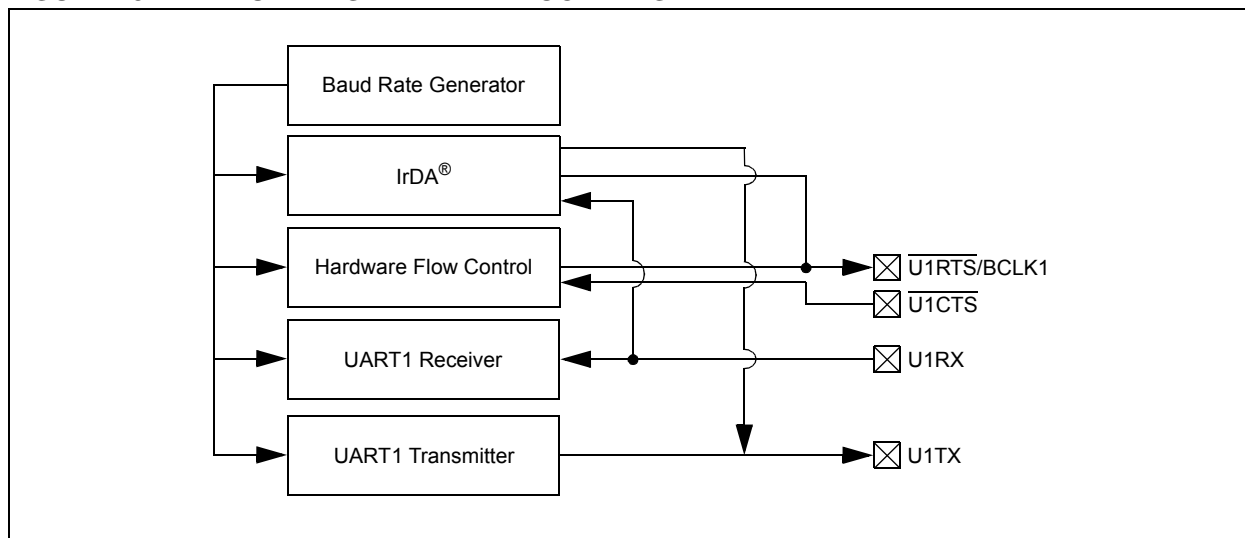 Baud Rate Generator
IrDA®
Hardware Flow Control
U1RTS/BCLK1
U1CTS
UART1 Receiver
U1RX
UART1 Transmitter
U1TX